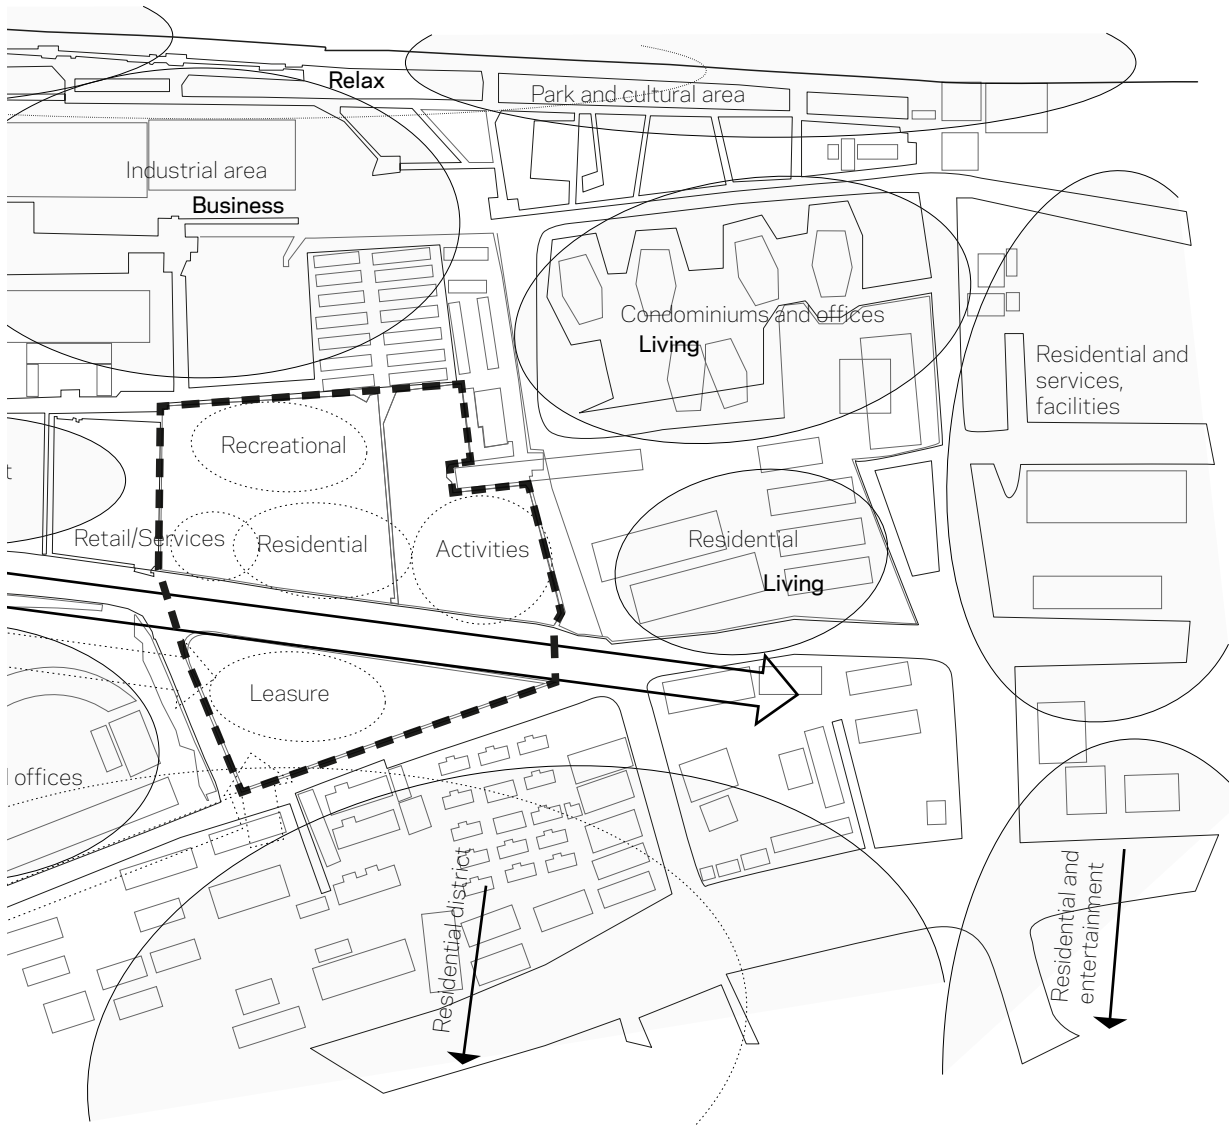 Relax
Park and cultural area
Industrial area
Business
Condominiums and offices
Living
Residential and
services,
facilities
Recreational
t
Retail/Services
Residential
Activities
Residential
Living
Leasure
l offices
Residential district
Residential and
entertainment